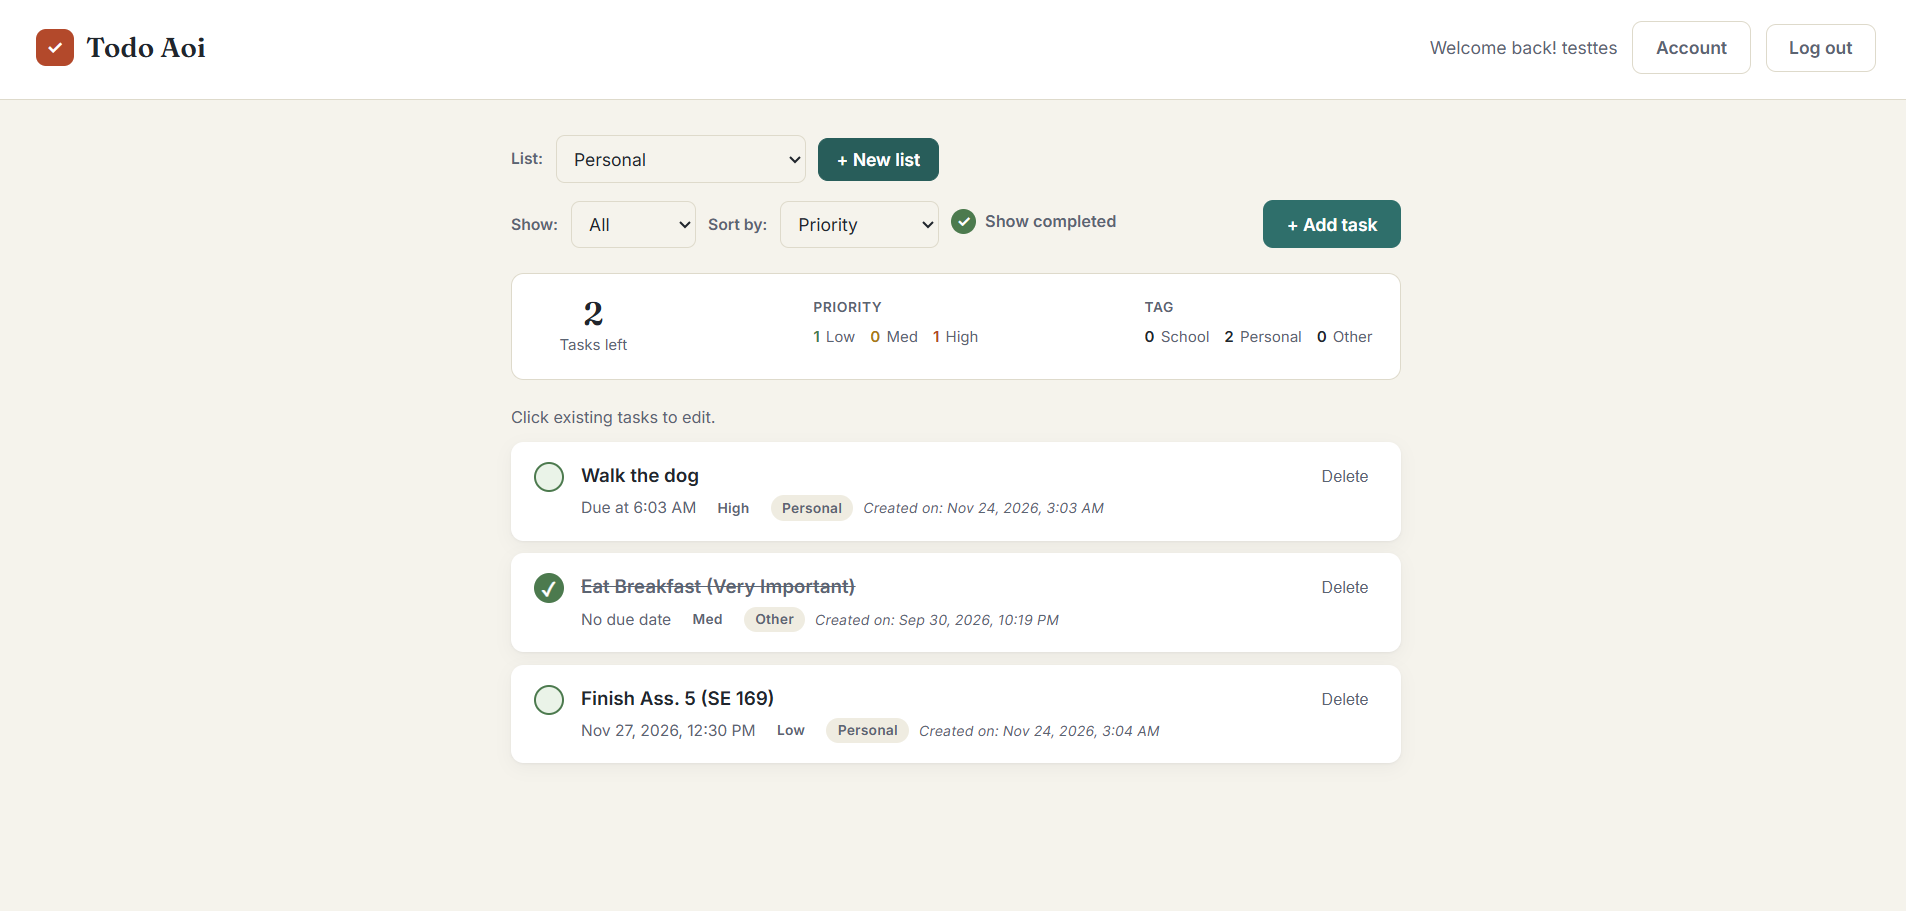 Todo Aoi
Welcome back! testtes
Account
Log out
List:
Personal
+ New list
Show:
All
Sort by:
Priority
Show completed
+ Add task
2
Tasks left
PRIORITY
1 Low 0 Med 1 High
TAG
0 School 2 Personal 0 Other
Click existing tasks to edit.
Walk the dog
Delete
Due at 6:03 AM High Personal Created on: Nov 24, 2026, 3:03 AM
Eat Breakfast (Very Important)
Delete
No due date Med Other Created on: Sep 30, 2026, 10:19 PM
Finish Ass. 5 (SE 169)
Delete
Nov 27, 2026, 12:30 PM Low Personal Created on: Nov 24, 2026, 3:04 AM